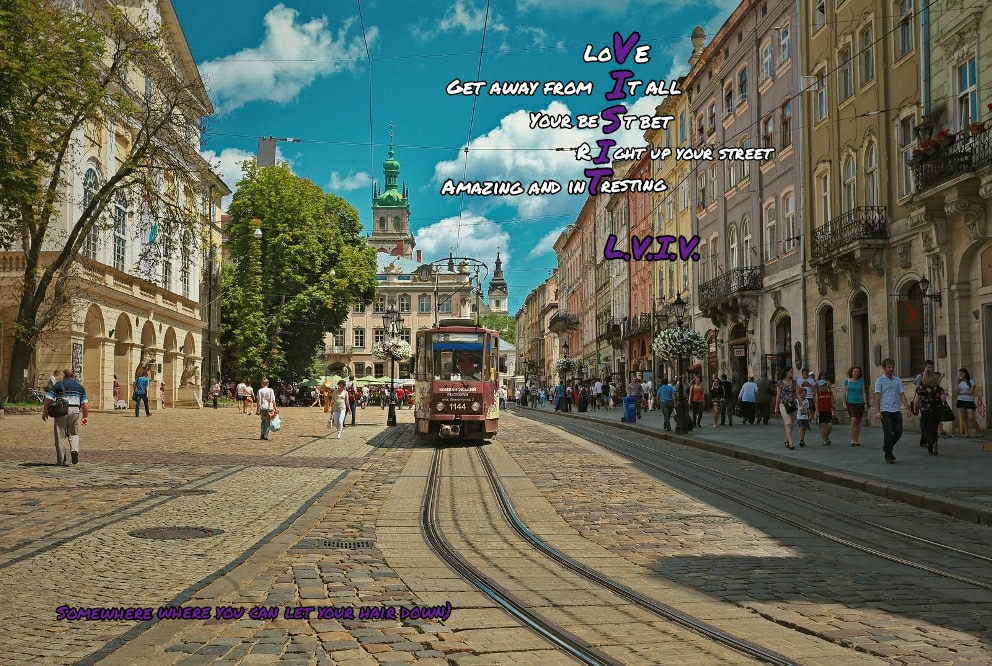 LoVe
Get away from It all
Your beSt bet
RIght up your street
Amazing and inTresting
L.V.I.V.
1144
Somewhere where you can let your hair down)